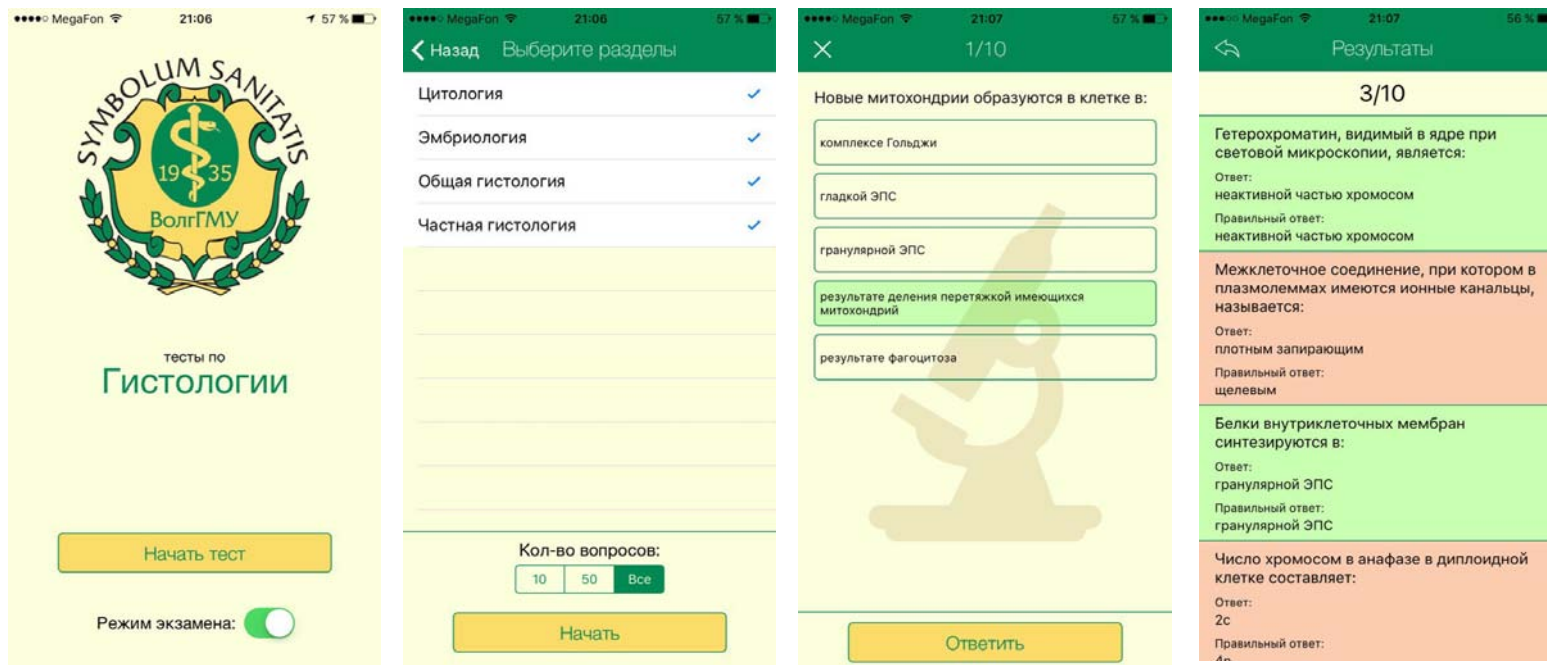 MegaFon 21:06 57 %
SYMBOLUM SANITATIS
19 35
ВолгГМУ
тесты по
Гистологии
Начать тест
Режим экзамена:
MegaFon 21:06 57 %
Назад Выберите разделы
Цитология
Эмбриология
Общая гистология
Частная гистология
Кол-во вопросов:
10 50 Все
Начать
MegaFon 21:07 57 %
1/10
Новые митохондрии образуются в клетке в:
комплексе Гольджи
гладкой ЭПС
гранулярной ЭПС
результате деления перетяжкой имеющихся
митохондрий
результате фагоцитоза
Ответить
MegaFon 21:07 56 %
Результаты
3/10
Гетерохроматин, видимый в ядре при
световой микроскопии, является:
Ответ:
неактивной частью хромосом
Правильный ответ:
неактивной частью хромосом
Межклеточное соединение, при котором в
плазмолеммах имеются ионные канальцы,
называется:
Ответ:
плотным запирающим
Правильный ответ:
щелевым
Белки внутриклеточных мембран
синтезируются в:
Ответ:
гранулярной ЭПС
Правильный ответ:
гранулярной ЭПС
Число хромосом в анафазе в диплоидной
клетке составляет:
Ответ:
2c
Правильный ответ: